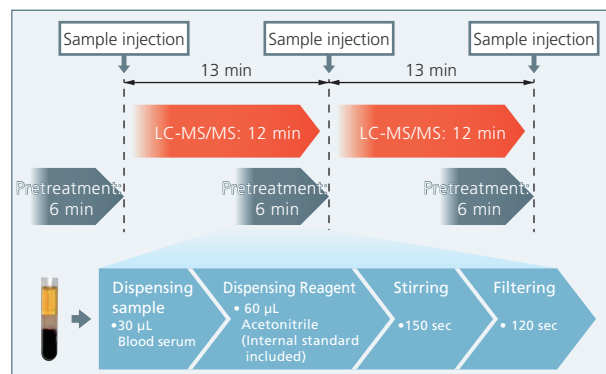 Sample injection
Sample injection
Sample injection
13 min
13 min
LC-MS/MS: 12 min
LC-MS/MS: 12 min
Pretreatment:
6 min
Pretreatment:
6 min
Pretreatment:
6 min
Dispensing
sample
•30 µL
Blood serum
Dispensing Reagent
• 60 µL
Acetonitrile
(Internal standard
included)
Stirring
•150 sec
Filtering
• 120 sec